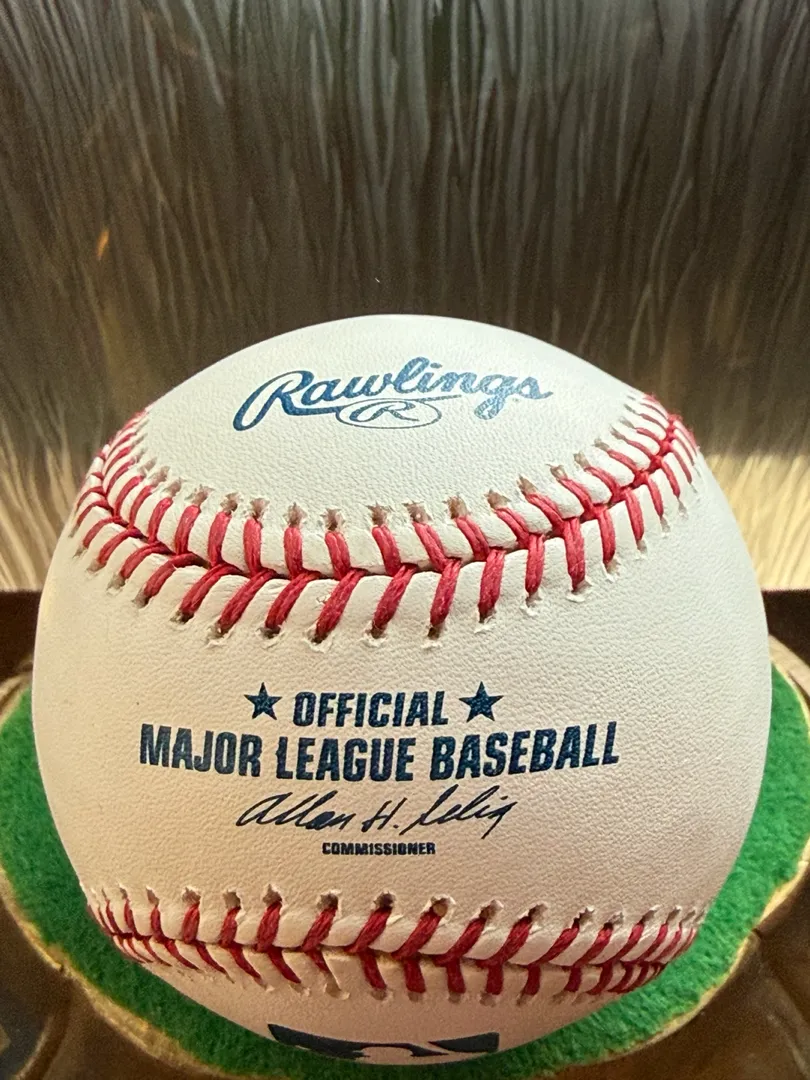 Rawlings
R
★ OFFICIAL ★
MAJOR LEAGUE BASEBALL
Allan H. Selig
COMMISSIONER